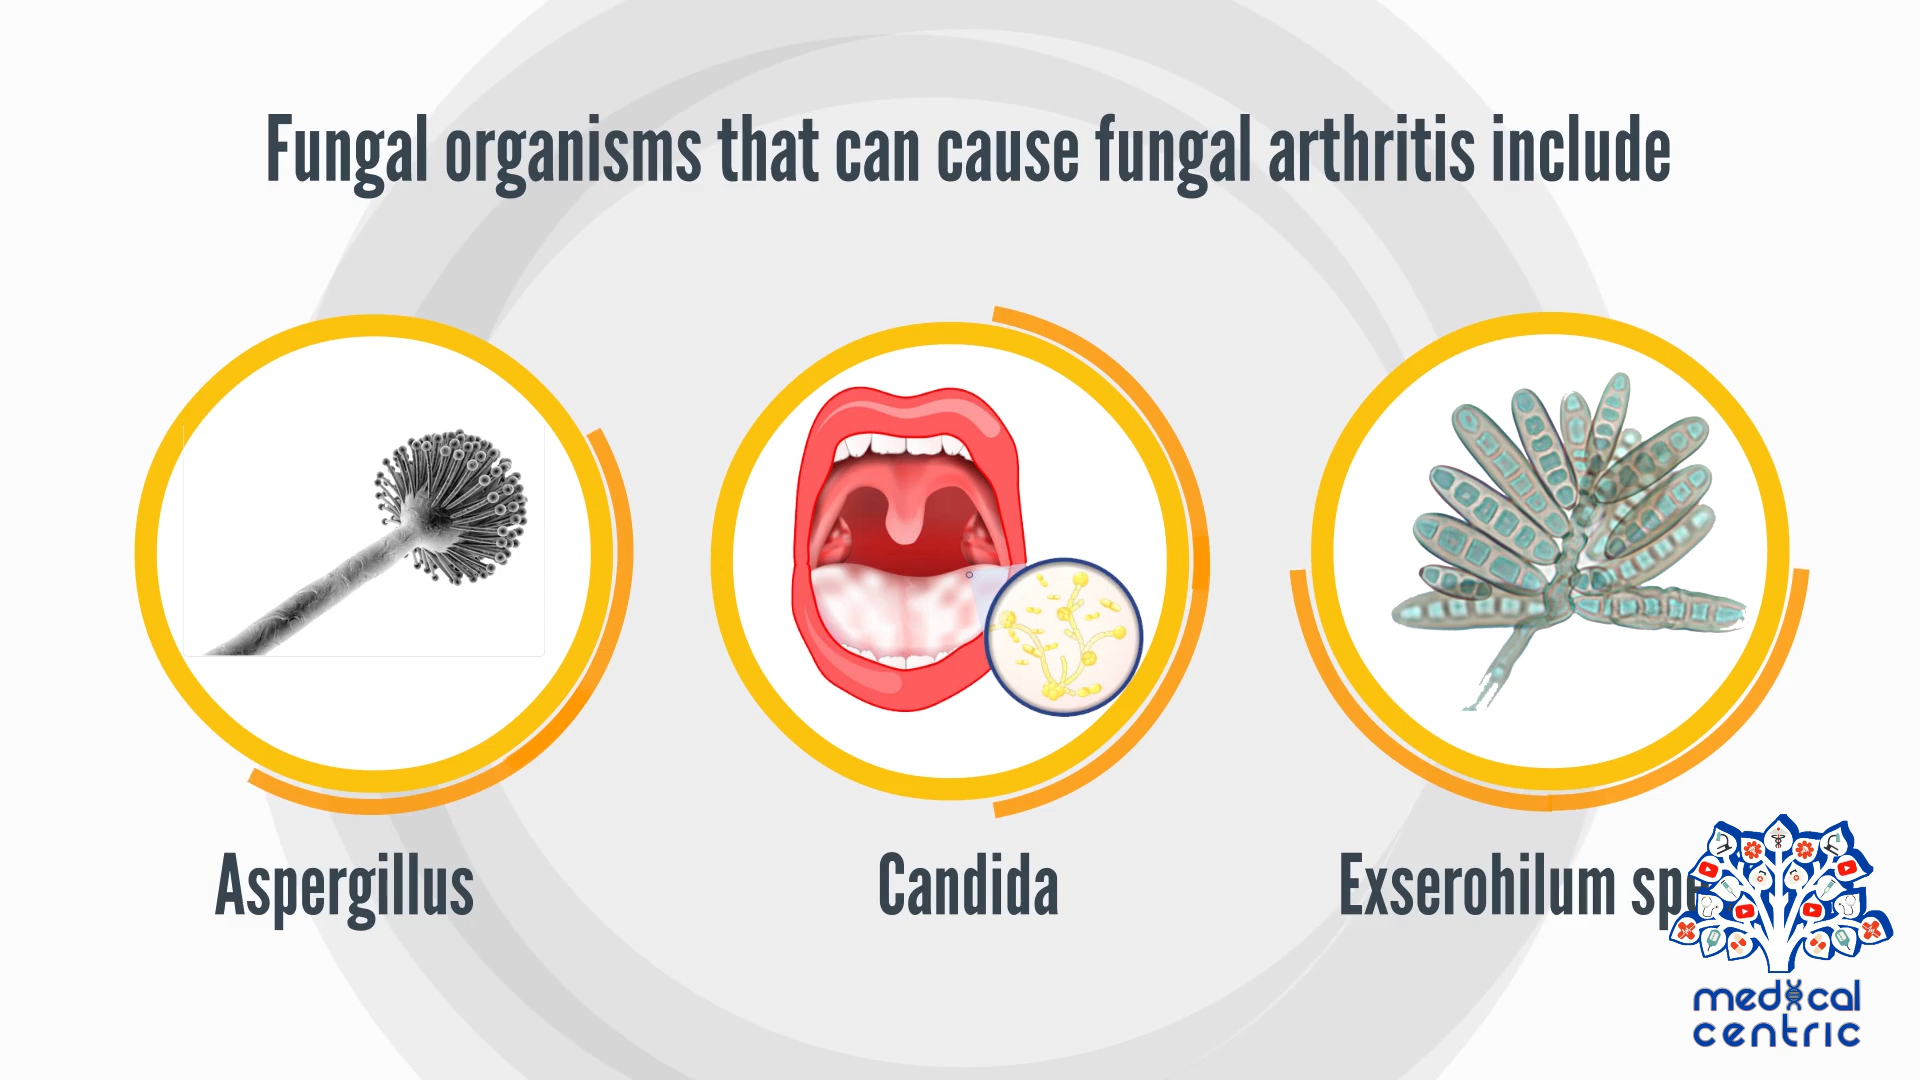 Fungal organisms that can cause fungal arthritis include
Aspergillus
Candida
Exserohilum
medical
centric